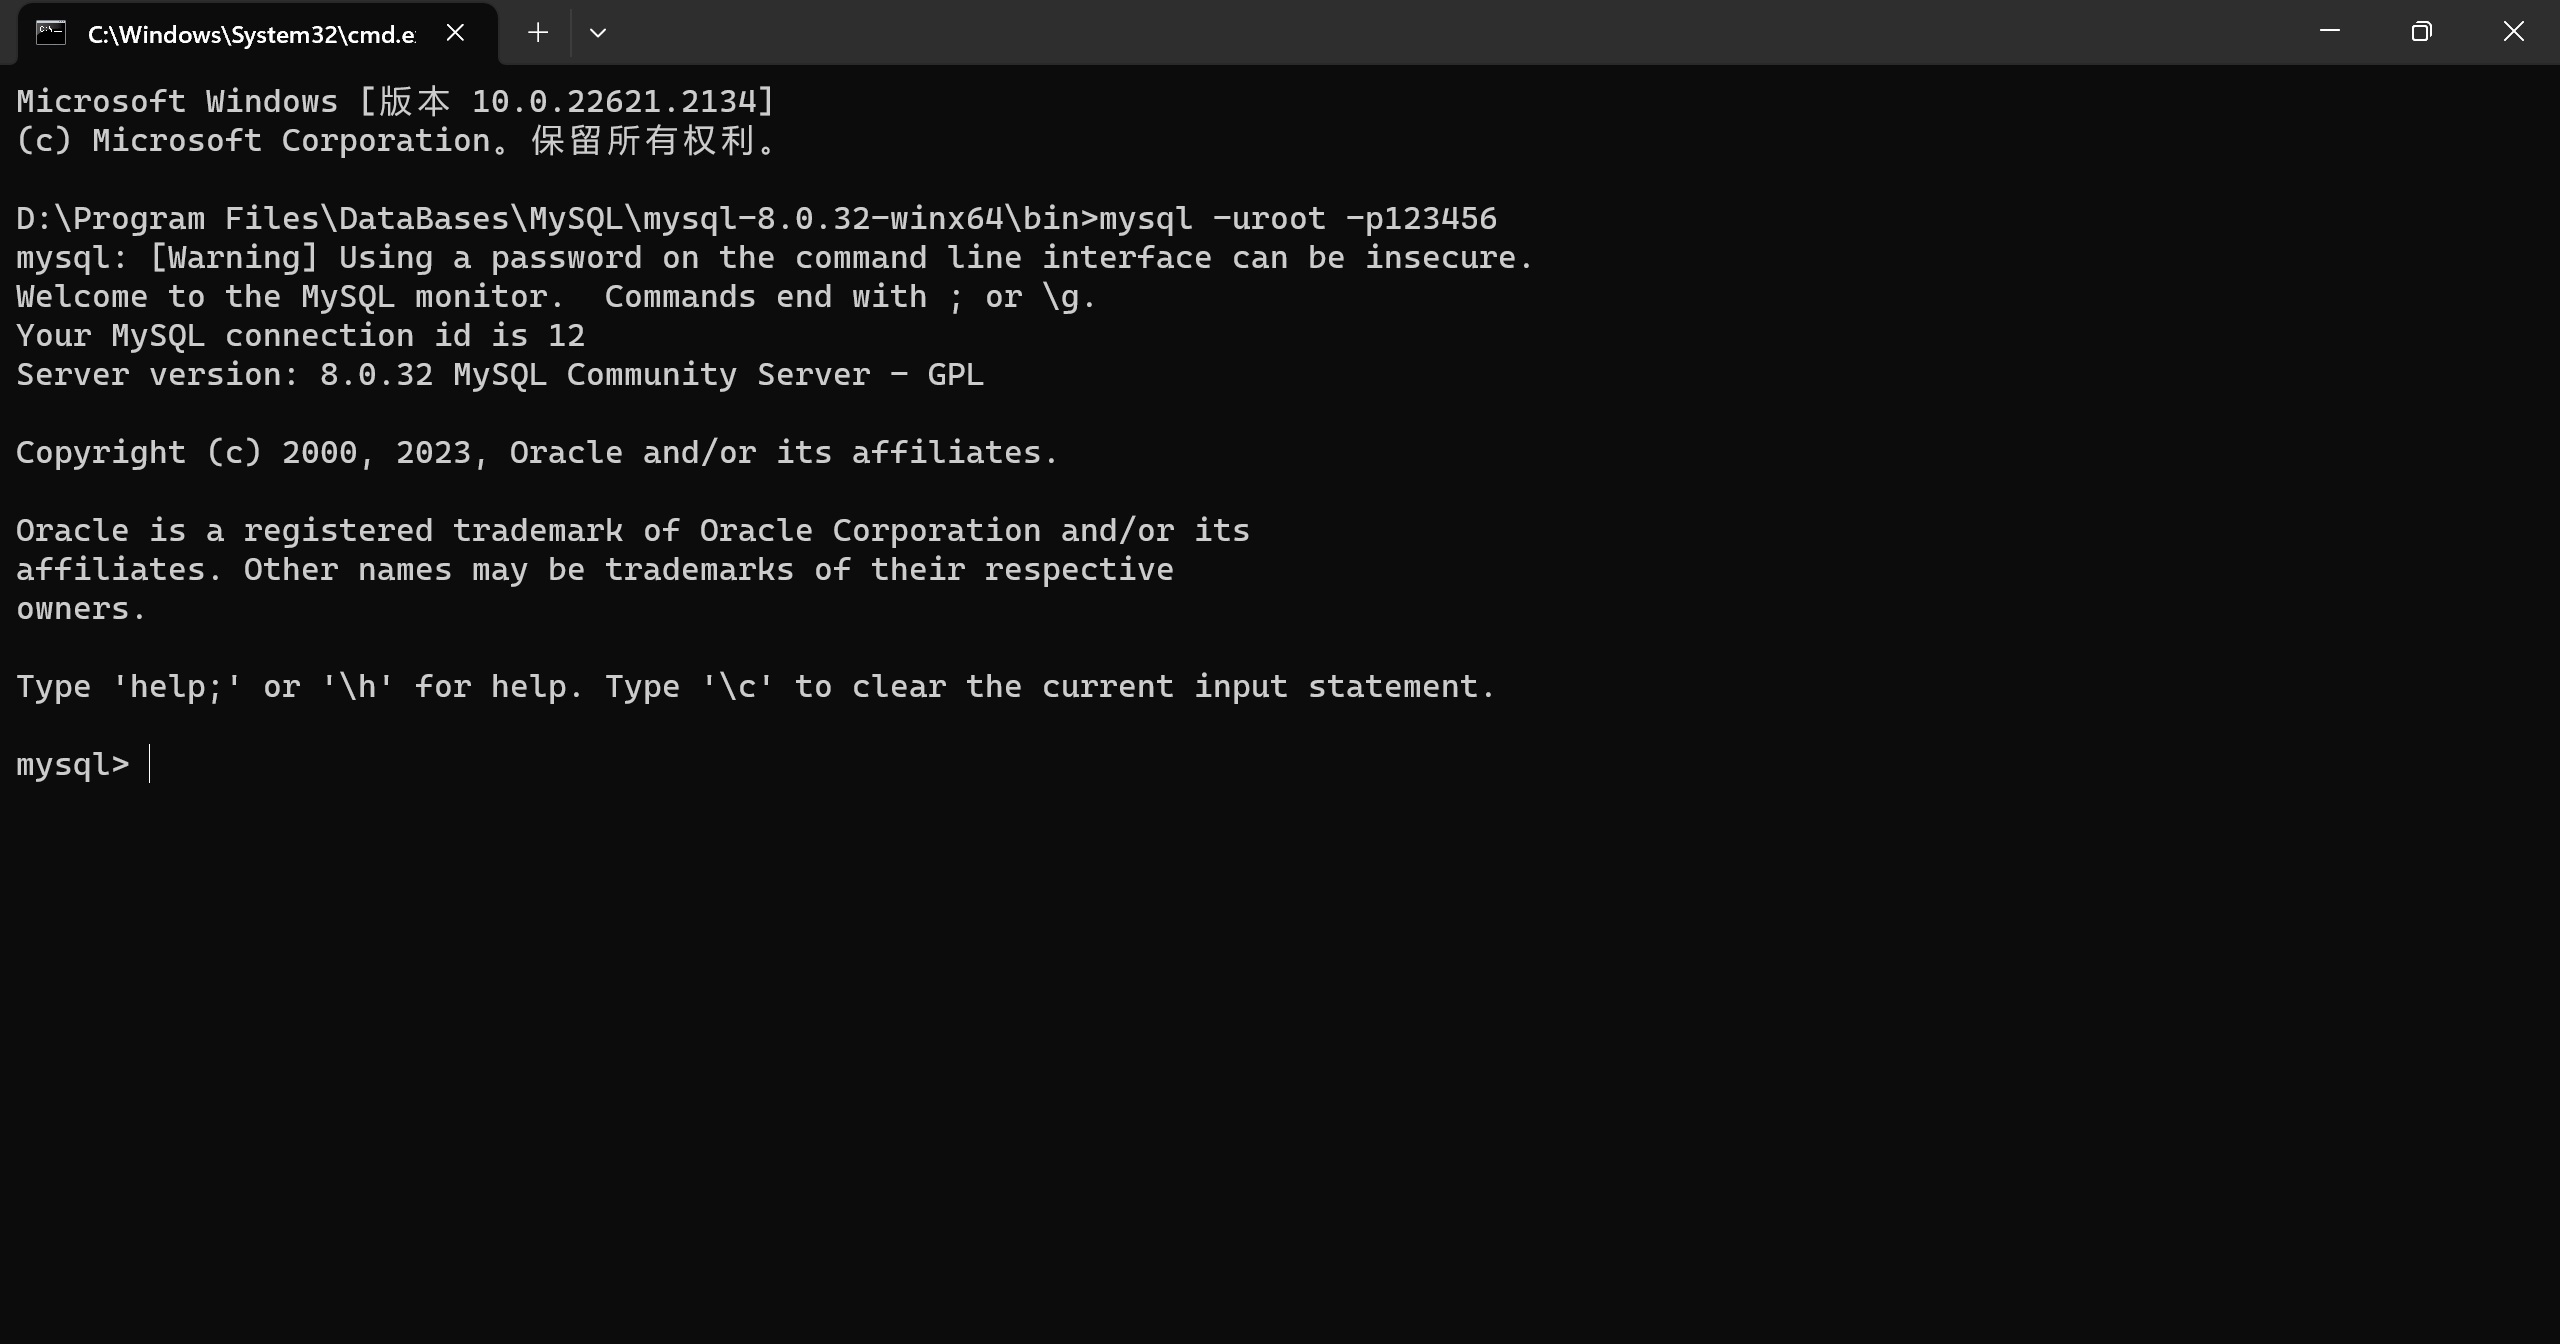 C:\Windows\System32\cmd.e
Microsoft Windows [版本 10.0.22621.2134]
(c) Microsoft Corporation。保留所有权利。
D:\Program Files\DataBases\MySQL\mysql-8.0.32-winx64\bin>mysql -uroot -p123456
mysql: [Warning] Using a password on the command line interface can be insecure.
Welcome to the MySQL monitor.  Commands end with ; or \g.
Your MySQL connection id is 12
Server version: 8.0.32 MySQL Community Server - GPL
Copyright (c) 2000, 2023, Oracle and/or its affiliates.
Oracle is a registered trademark of Oracle Corporation and/or its
affiliates. Other names may be trademarks of their respective
owners.
Type 'help;' or '\h' for help. Type '\c' to clear the current input statement.
mysql>